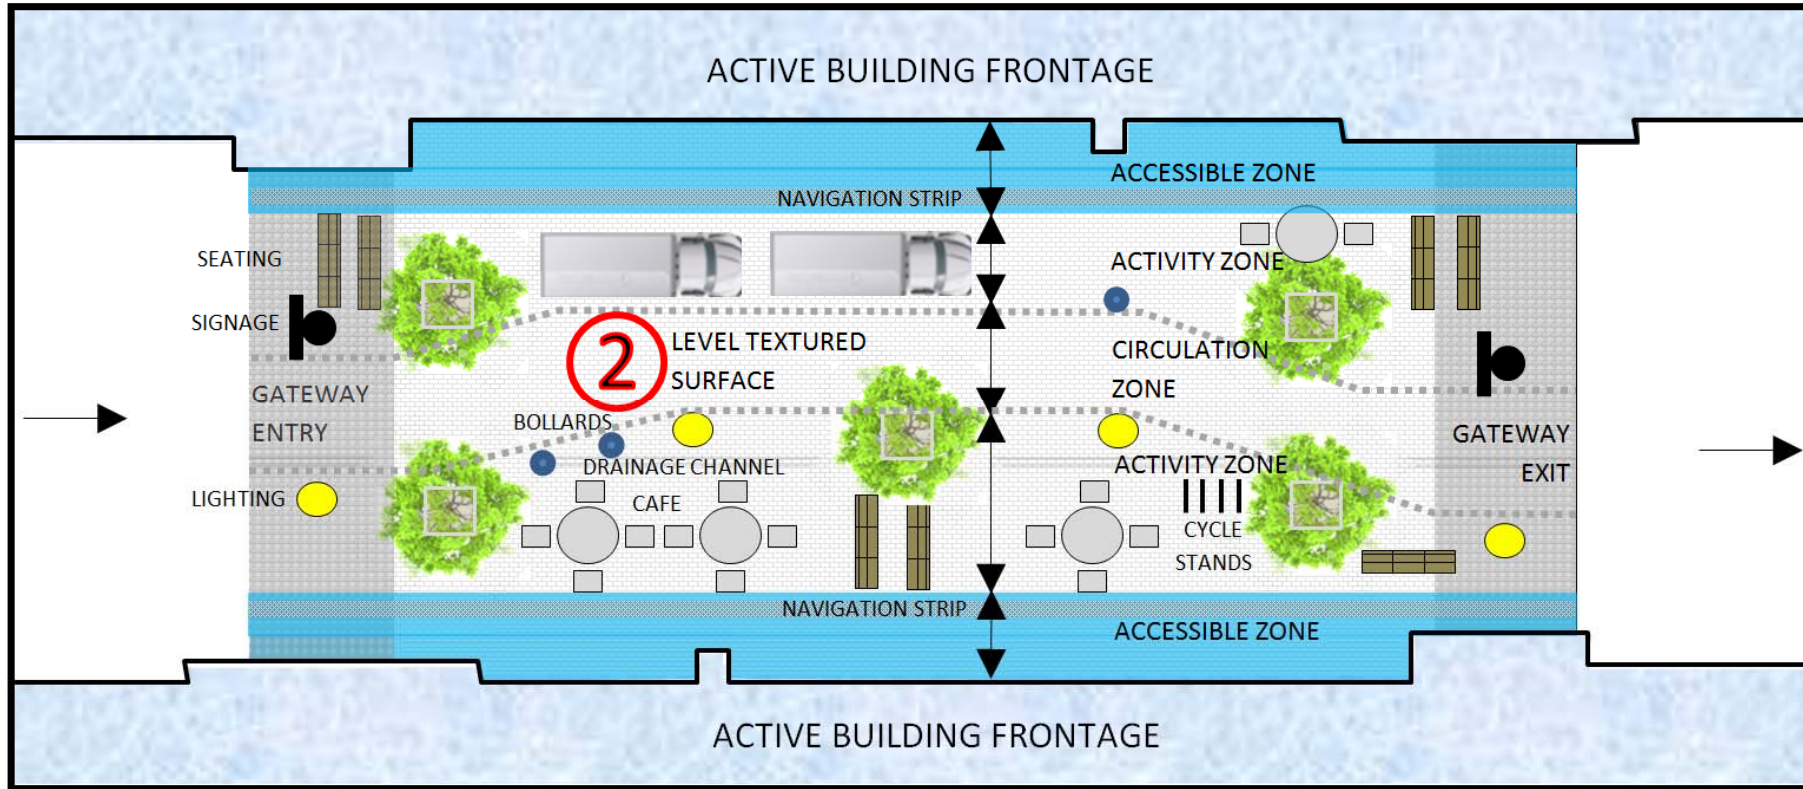 ACTIVE BUILDING FRONTAGE
ACCESSIBLE ZONE
NAVIGATION STRIP
SEATING
ACTIVITY ZONE
SIGNAGE
2
LEVEL TEXTURED
SURFACE
CIRCULATION
ZONE
GATEWAY
ENTRY
BOLLARDS
GATEWAY
EXIT
DRAINAGE CHANNEL
ACTIVITY ZONE
LIGHTING
CAFE
CYCLE
STANDS
NAVIGATION STRIP
ACCESSIBLE ZONE
ACTIVE BUILDING FRONTAGE